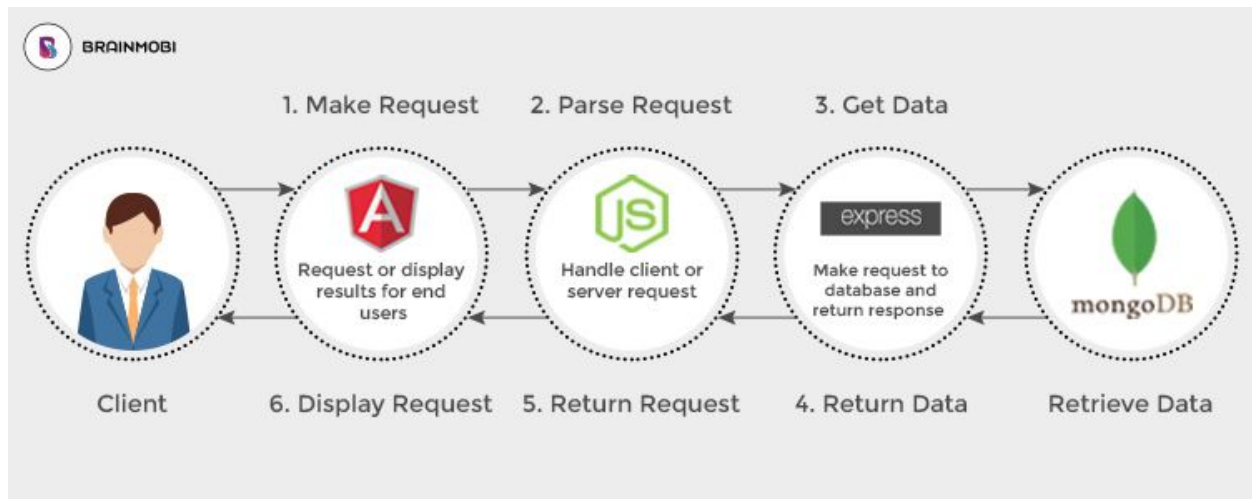 BRAINMOBI
1. Make Request
2. Parse Request
3. Get Data
Request or display
results for end
users
JS
Handle client or
server request
express
Make request to
database and
return response
mongoDB
Client
6. Display Request
5. Return Request
4. Return Data
Retrieve Data